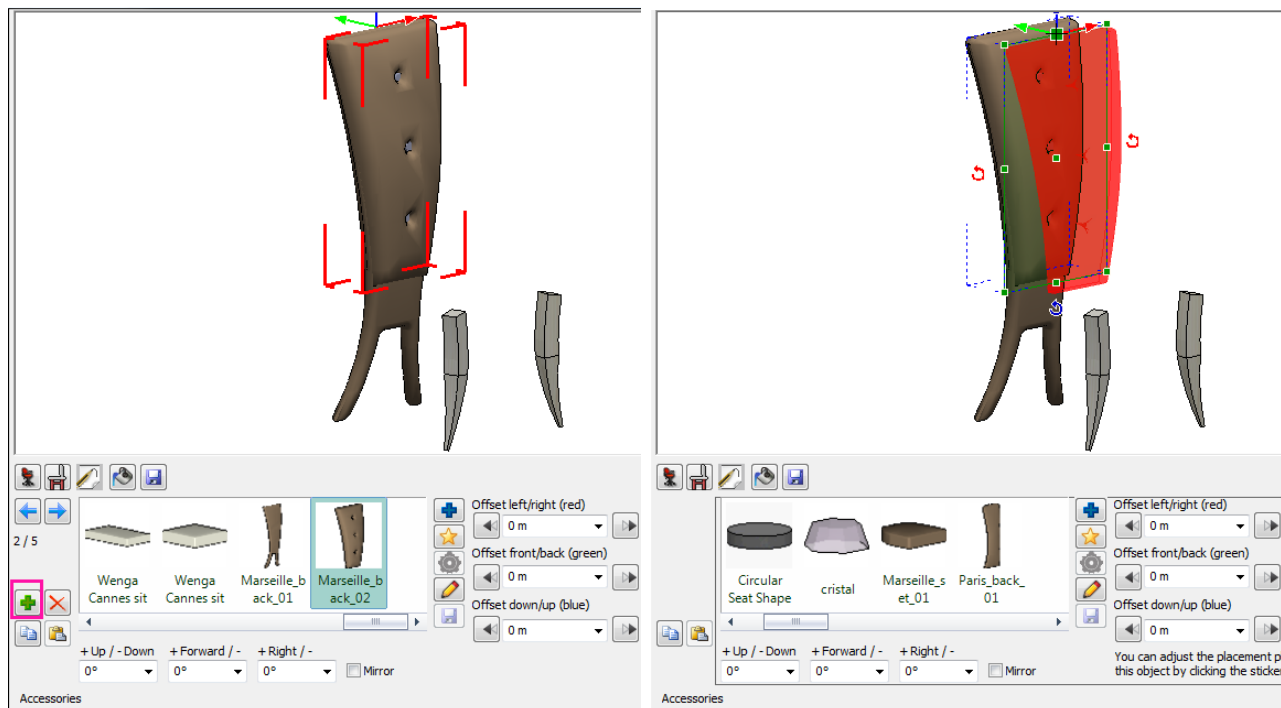 2 / 5
Wenga
Cannes sit
Wenga
Cannes sit
Marseille_b
ack_01
Marseille_b
ack_02
Offset left/right (red)
0 m
Offset front/back (green)
0 m
Offset down/up (blue)
0 m
+ Up / - Down
+ Forward / -
+ Right / -
0°
0°
0°
Mirror
Accessories
Circular
Seat Shape
cristal
Marseille_s
et_01
Paris_back_
01
Offset left/right (red)
0 m
Offset front/back (green)
0 m
Offset down/up (blue)
0 m
You can adjust the placement p
this object by clicking the sticke
+ Up / - Down
+ Forward / -
+ Right / -
0°
0°
0°
Mirror
Accessories